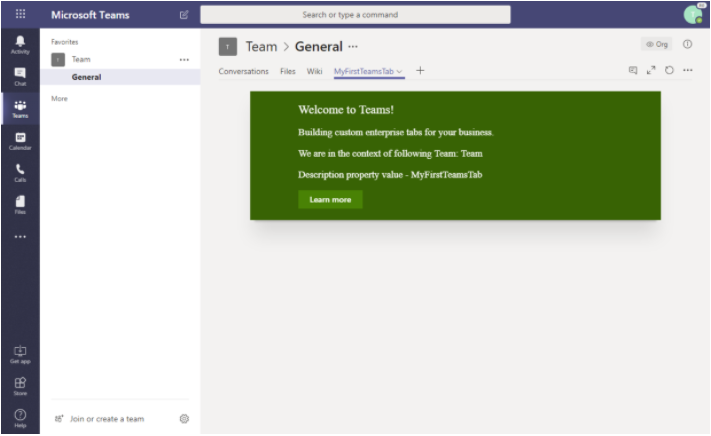 Microsoft Teams
Search or type a command
Activity
Chat
Teams
Calendar
Calls
Files
Get app
Store
Help
Favorites
Team
General
More
Join or create a team
Team > General
Org
Conversations Files Wiki MyFirstTeamsTab
Welcome to Teams!
Building custom enterprise tabs for your business.
We are in the context of following Team: Team
Description property value - MyFirstTeamsTab
Learn more